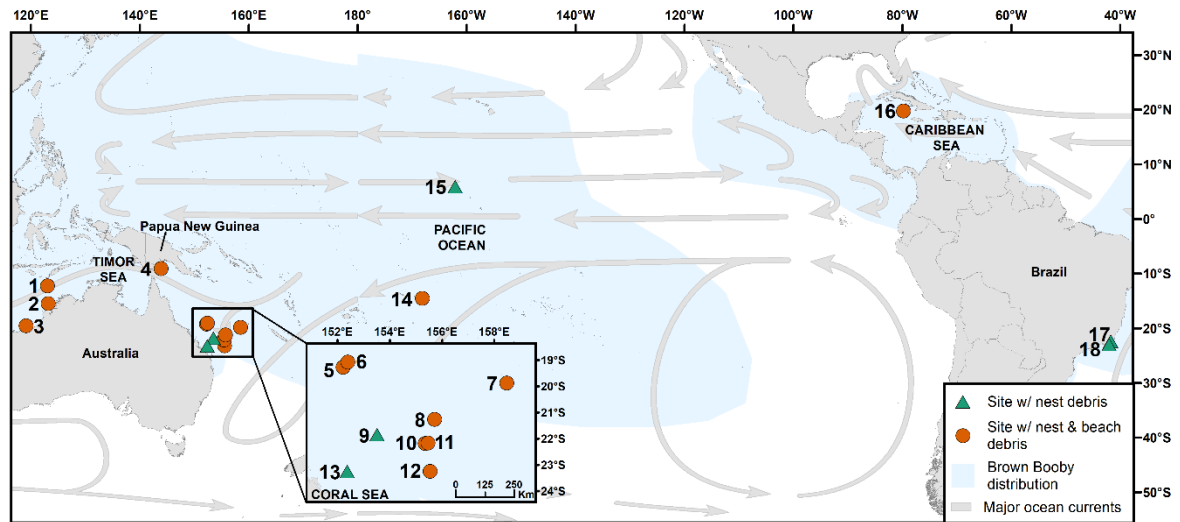 120°E 140°E 160°E 180° 160°W 140°W 120°W 100°W 80°W 60°W 40°W
30°N
20°N
10°N
0°
10°S
20°S
30°S
40°S
50°S
16
CARIBBEAN
SEA
15
PACIFIC
OCEAN
Papua New Guinea
TIMOR
SEA
4
1
2
3
14
Brazil
17
18
Australia
152°E 154°E 156°E 158°E
19°S
20°S
21°S
22°S
23°S
24°S
5
6
7
8
9
10
11
12
13
CORAL SEA
0 125 250
Km
Site w/ nest debris
Site w/ nest & beach
debris
Brown Booby
distribution
Major ocean currents